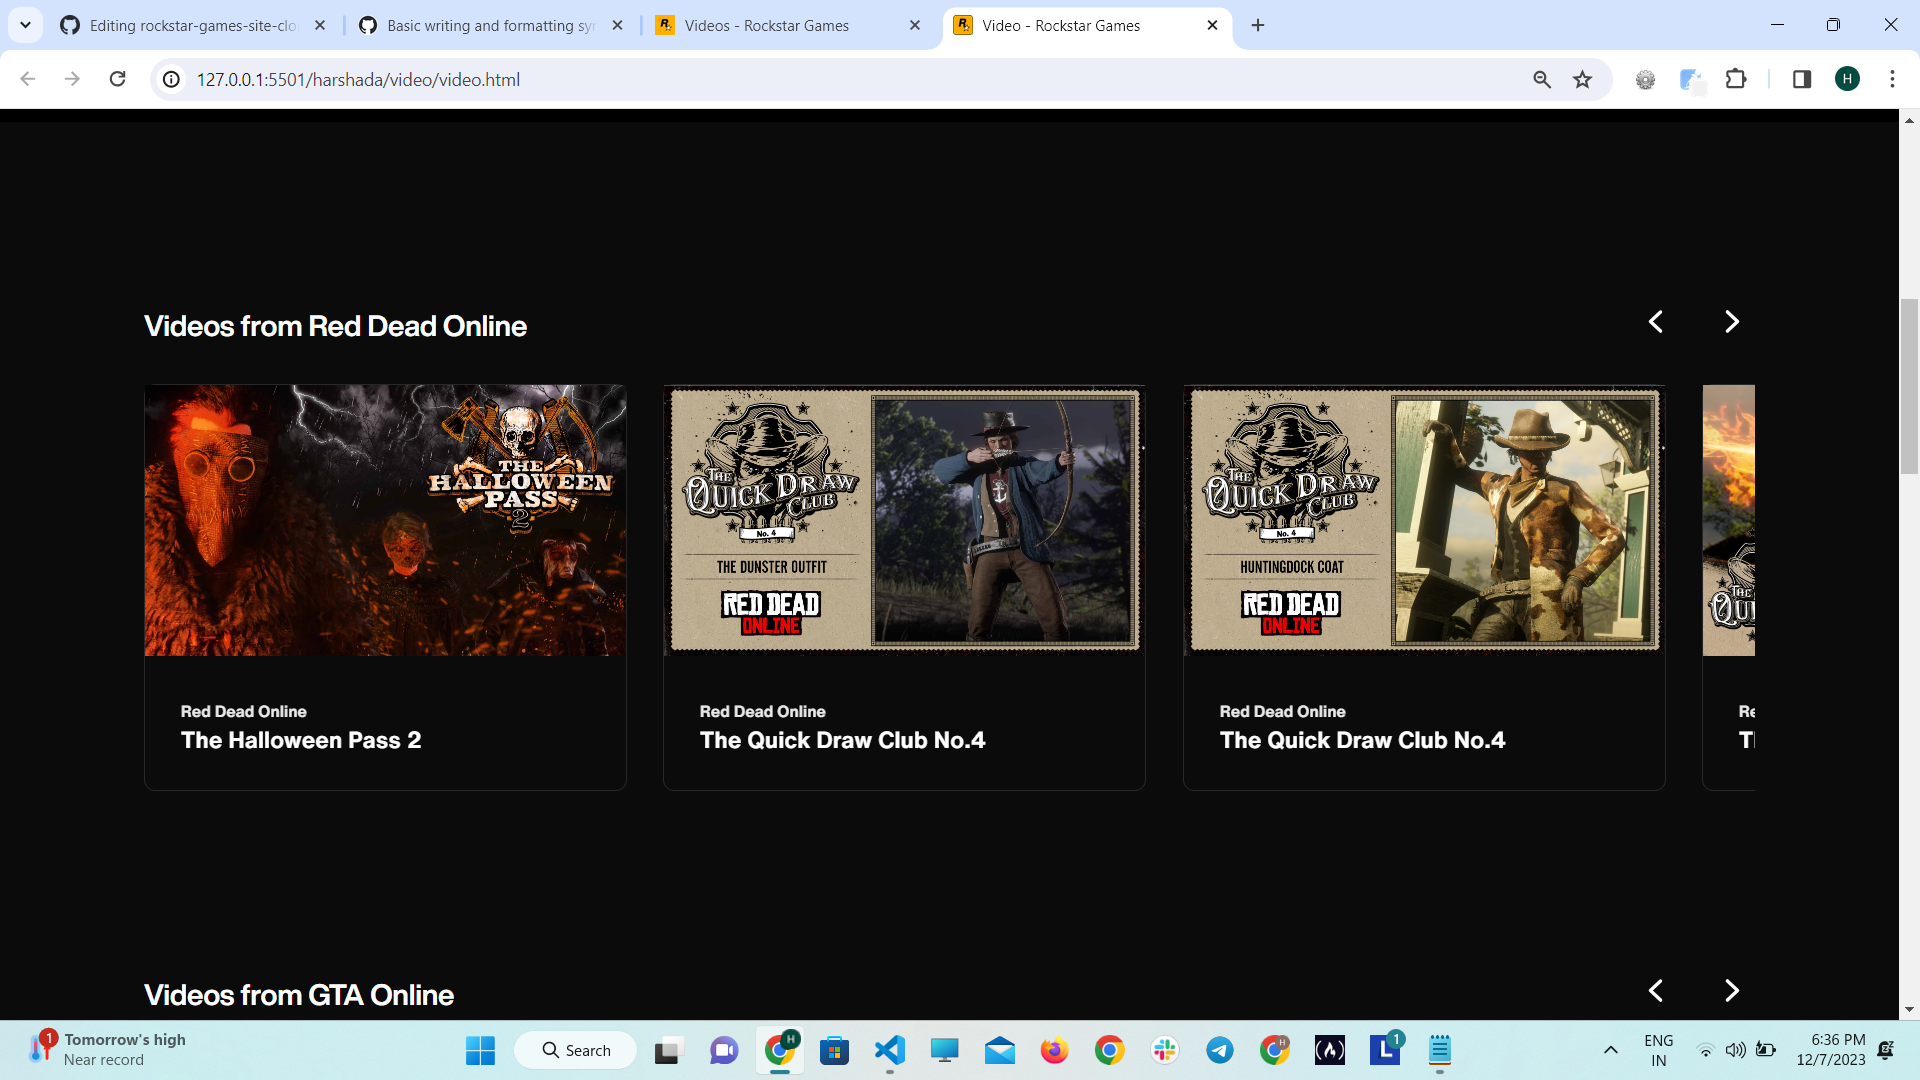 Editing rockstar-games-site-clo
Basic writing and formatting syn
Videos - Rockstar Games
Video - Rockstar Games
127.0.0.1:5501/harshada/video/video.html
H
Videos from Red Dead Online
THE
HALLOWEEN
PASS
2
THE
QUICK DRAW
CLUB
No. 4
THE DUNSTER OUTFIT
RED DEAD
ONLINE
THE
QUICK DRAW
CLUB
No. 4
HUNTINGDOCK COAT
RED DEAD
ONLINE
THE
QU
Red Dead Online
The Halloween Pass 2
Red Dead Online
The Quick Draw Club No.4
Red Dead Online
The Quick Draw Club No.4
Re
Tl
Videos from GTA Online
1
Tomorrow's high
Near record
Search
H
H
L
1
ENG
IN
6:36 PM
12/7/2023